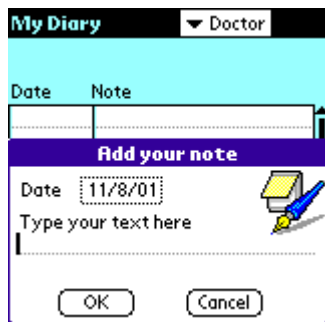 My Diary Doctor
Date Note
Add your note
Date 11/8/01
Type your text here
OK Cancel